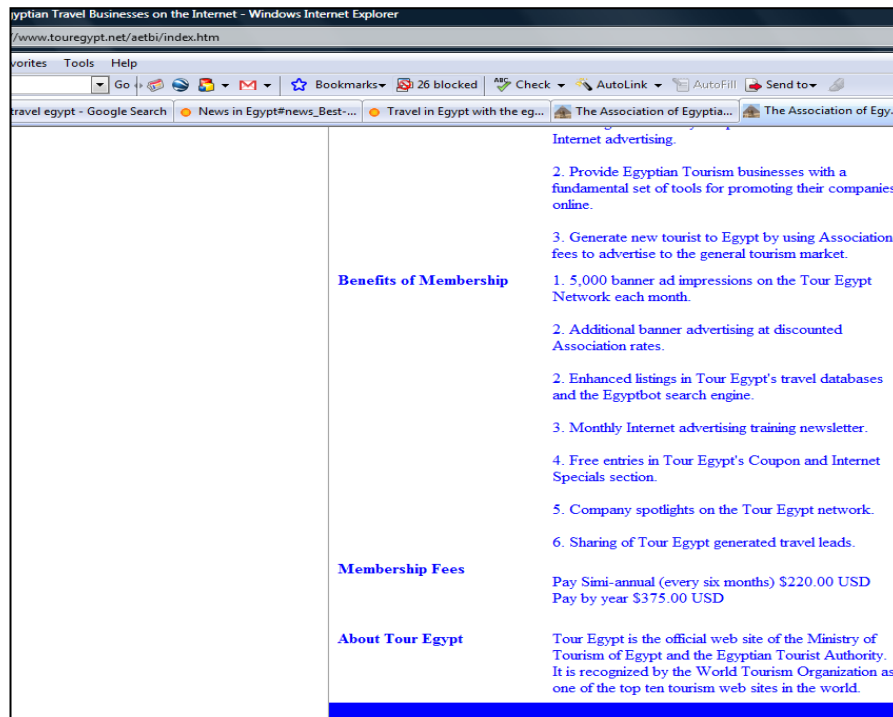 yptian Travel Businesses on the Internet - Windows Internet Explorer
//www.touregypt.net/aetbi/index.htm
vorites Tools Help
Go Bookmarks 26 blocked Check AutoLink AutoFill Send to
travel egypt - Google Search News in Egypt#news_Best-... Travel in Egypt with the eg... The Association of Egyptia... The Association of Egy.
Internet advertising.
2. Provide Egyptian Tourism businesses with a
fundamental set of tools for promoting their companies
online.
3. Generate new tourist to Egypt by using Association
fees to advertise to the general tourism market.
Benefits of Membership
1. 5,000 banner ad impressions on the Tour Egypt
Network each month.
2. Additional banner advertising at discounted
Association rates.
2. Enhanced listings in Tour Egypt's travel databases
and the Egyptbot search engine.
3. Monthly Internet advertising training newsletter.
4. Free entries in Tour Egypt's Coupon and Internet
Specials section.
5. Company spotlights on the Tour Egypt network.
6. Sharing of Tour Egypt generated travel leads.
Membership Fees
Pay Simi-annual (every six months) $220.00 USD
Pay by year $375.00 USD
About Tour Egypt
Tour Egypt is the official web site of the Ministry of
Tourism of Egypt and the Egyptian Tourist Authority.
It is recognized by the World Tourism Organization as
one of the top ten tourism web sites in the world.